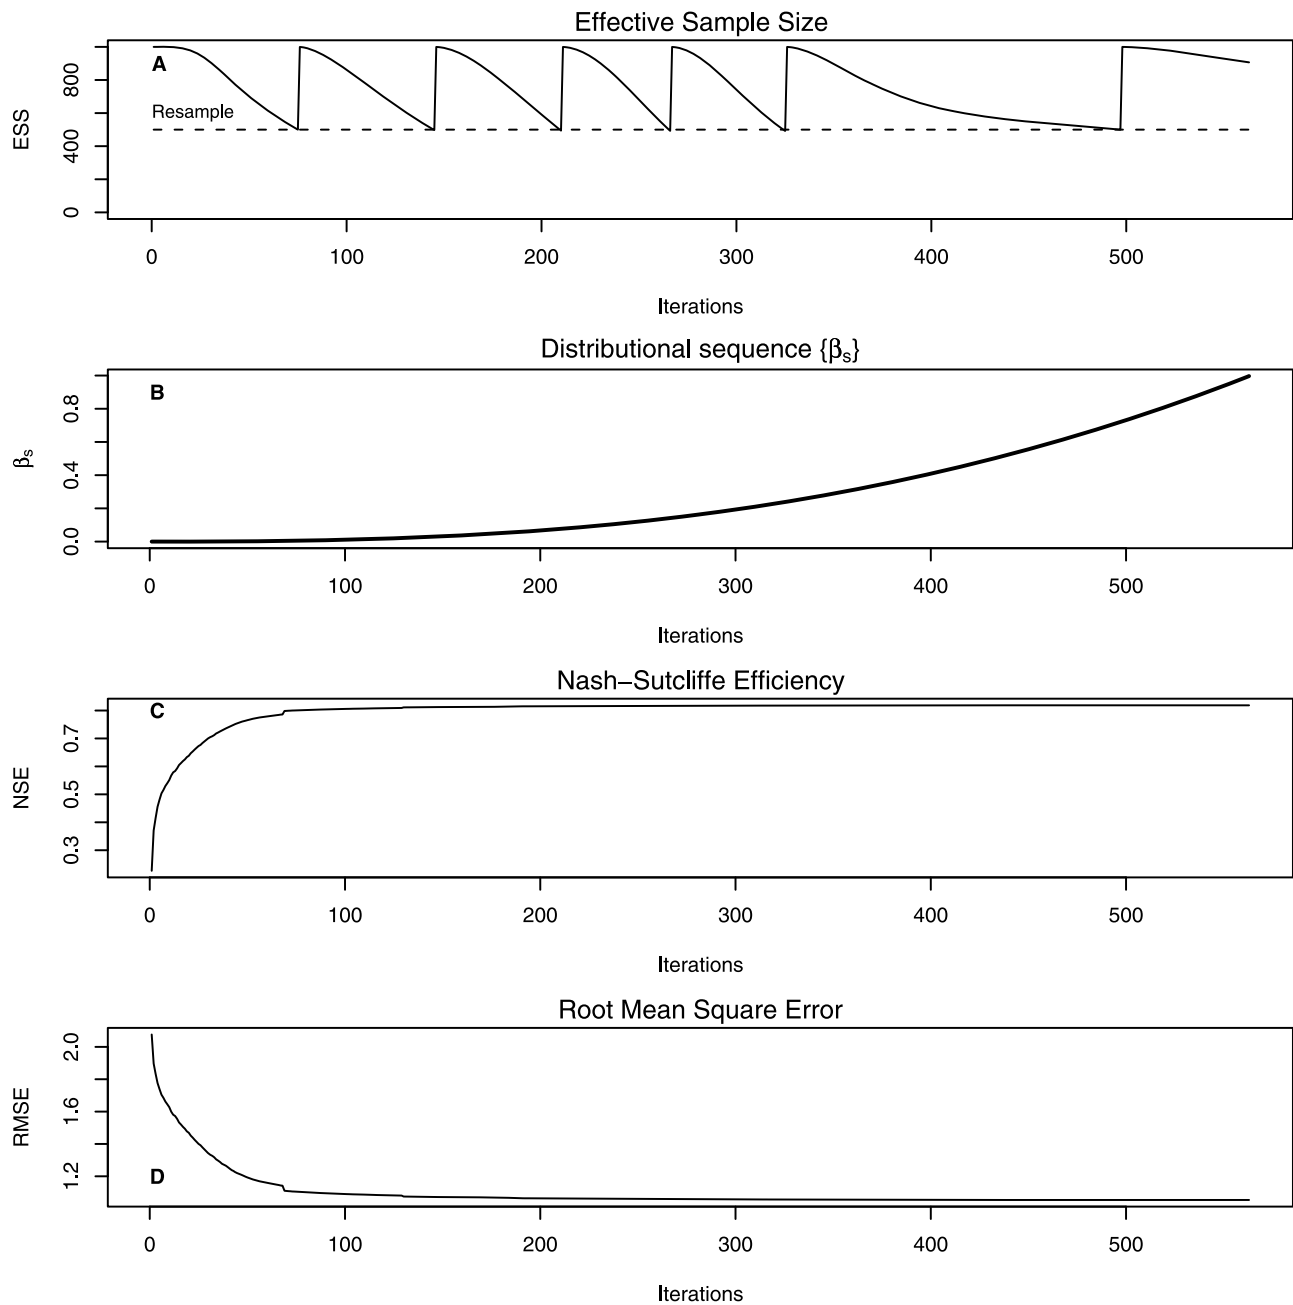 Effective Sample Size
A
Resample
ESS
0
400
800
0 100 200 300 400 500
Iterations
Distributional sequence {βs}
B
βs
0.0
0.4
0.8
0 100 200 300 400 500
Iterations
Nash−Sutcliffe Efficiency
C
NSE
0.3
0.5
0.7
0 100 200 300 400 500
Iterations
Root Mean Square Error
D
RMSE
1.2
1.6
2.0
0 100 200 300 400 500
Iterations